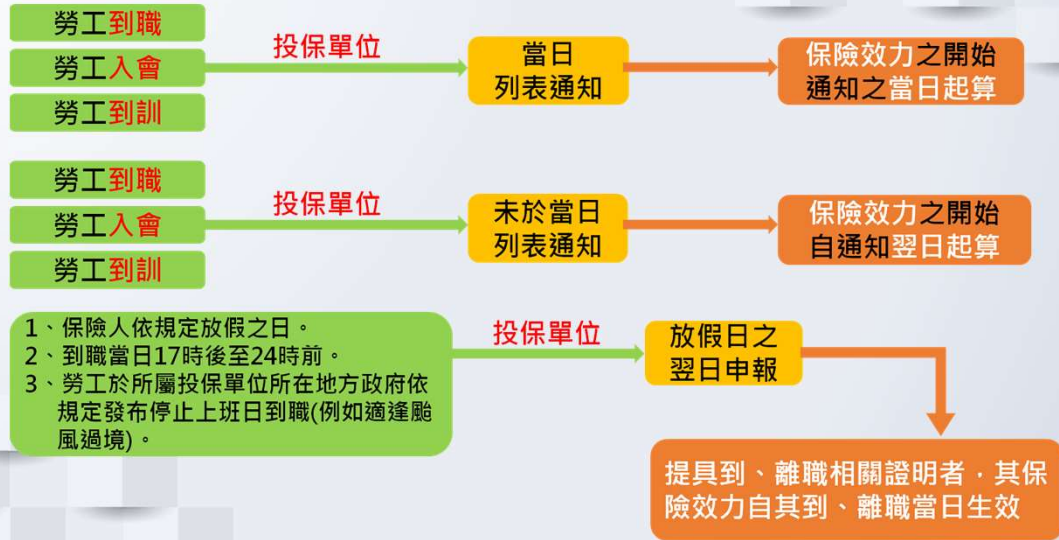 勞工到職
勞工入會
勞工到訓
投保單位
當日
列表通知
保險效力之開始
通知之當日起算
勞工到職
勞工入會
勞工到訓
投保單位
未於當日
列表通知
保險效力之開始
自通知翌日起算
1、保險人依規定放假之日。
2、到職當日17時後至24時前。
3、勞工於所屬投保單位所在地方政府依
規定發布停止上班日到職(例如適逢颱
風過境)。
投保單位
放假日之
翌日申報
提具到、離職相關證明者，其保
險效力自其到、離職當日生效